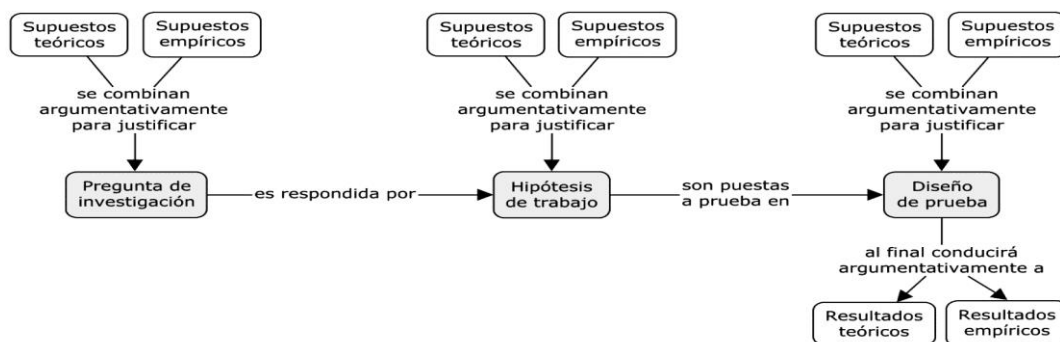 Supuestos
teóricos
Supuestos
empíricos
se combinan
argumentativamente
para justificar
Pregunta de
investigación
es respondida por
Supuestos
teóricos
Supuestos
empíricos
se combinan
argumentativamente
para justificar
Hipótesis
de trabajo
son puestas
a prueba en
Supuestos
teóricos
Supuestos
empíricos
se combinan
argumentativamente
para justificar
Diseño
de prueba
al final conducirá
argumentativamente a
Resultados
teóricos
Resultados
empíricos